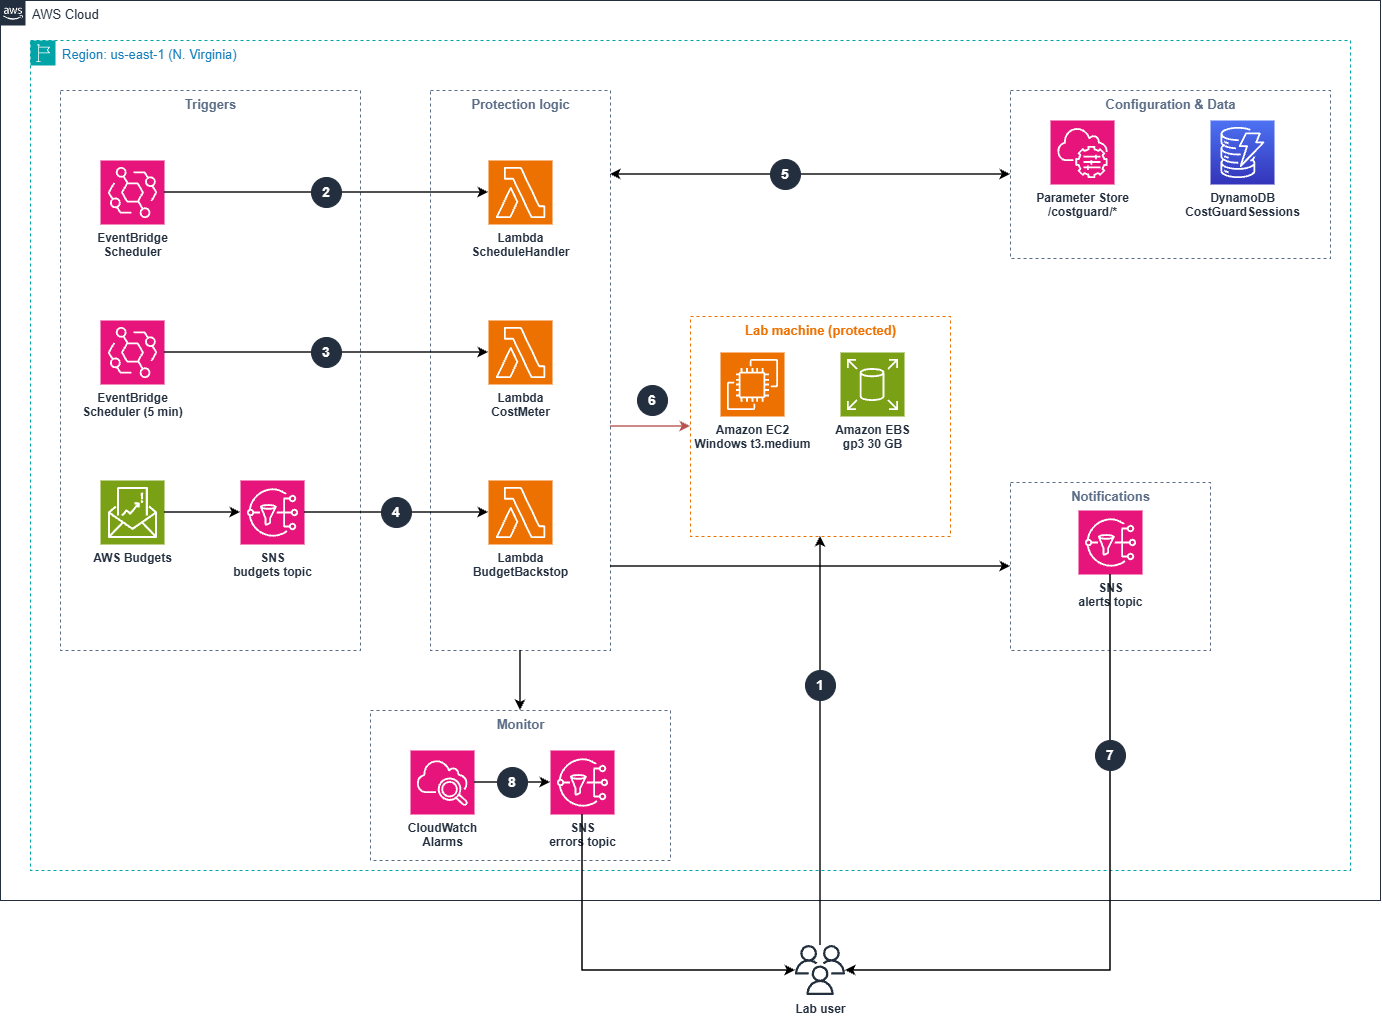 aws
AWS Cloud
Region: us-east-1 (N. Virginia)
Triggers
Protection logic
Configuration & Data
EventBridge
Scheduler
2
Lambda
ScheduleHandler
5
Parameter Store
/costguard/*
DynamoDB
CostGuardSessions
EventBridge
Scheduler (5 min)
3
Lambda
CostMeter
6
Lab machine (protected)
Amazon EC2
Windows t3.medium
Amazon EBS
gp3 30 GB
AWS Budgets
SNS
budgets topic
4
Lambda
BudgetBackstop
Notifications
SNS
alerts topic
1
7
Monitor
CloudWatch
Alarms
8
SNS
errors topic
Lab user